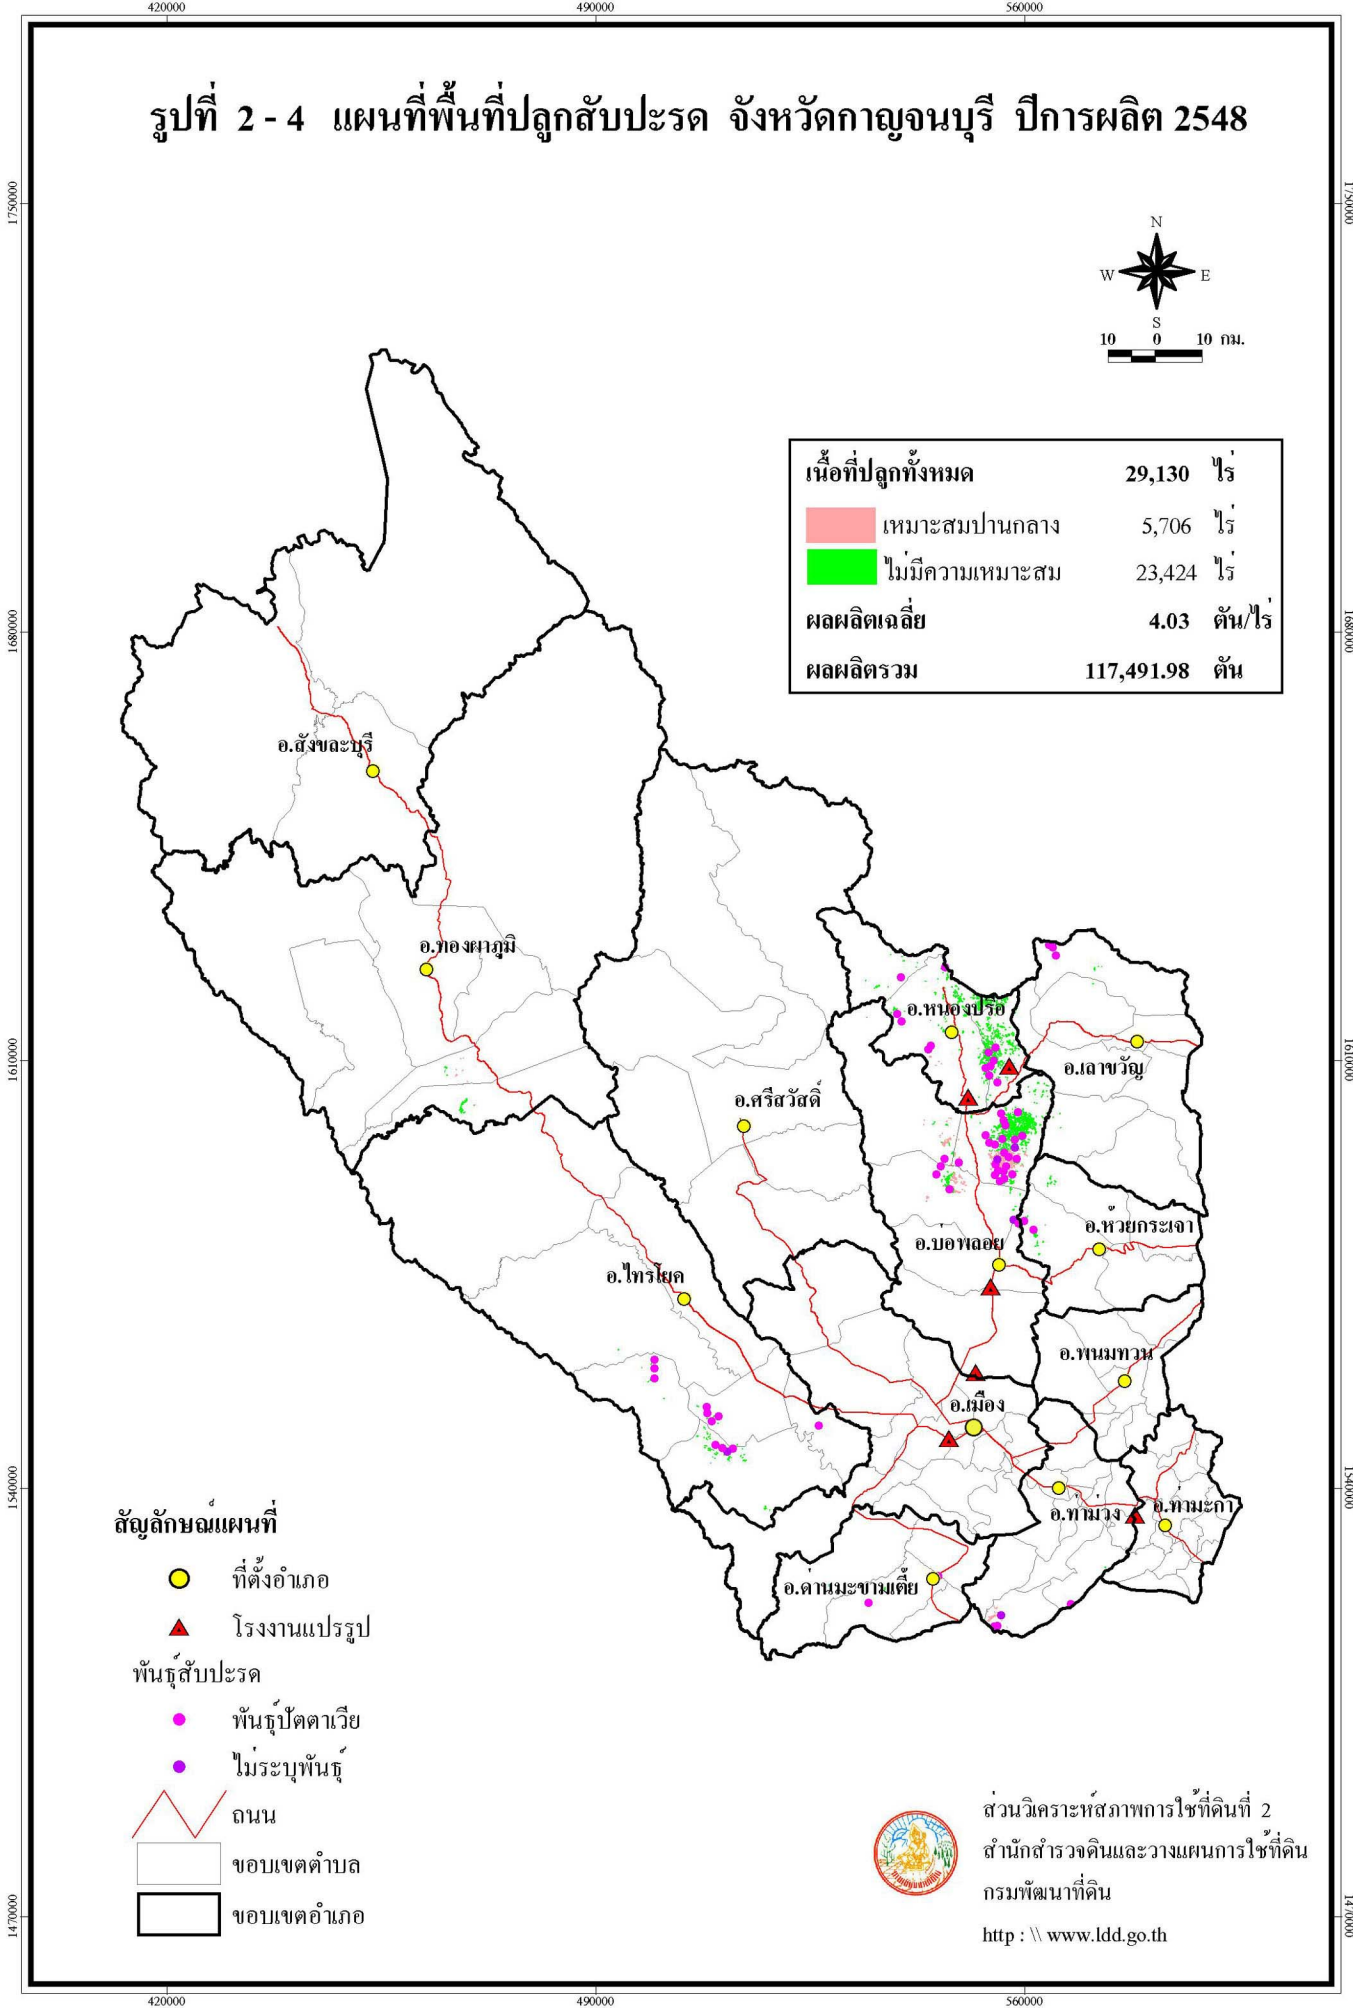 420000 490000 560000
รูปที่ 2 - 4 แผนที่พื้นที่ปลูกสับปะรด จังหวัดกาญจนบุรี ปีการผลิต 2548
1750000 1750000
N
W E
S
10 0 10 กม.
เนื้อที่ปลูกทั้งหมด 29,130 ไร่
เหมาะสมปานกลาง 5,706 ไร่
ไม่มีความเหมาะสม 23,424 ไร่
ผลผลิตเฉลี่ย 4.03 ตัน/ไร่
ผลผลิตรวม 117,491.98 ตัน
1680000 1680000
อ.สังขละบุรี
อ.ทองผาภูมิ
อ.หนองปรือ
1610000 1610000
อ.เลาขวัญ
อ.ศรีสวัสดิ์
อ.ห้วยกระเจา
อ.บ่อพลอย
อ.ไทรโยค
อ.พนมทวน
อ.เมือง
1540000 1540000
อ.ท่าม่วง
อ.ท่ามะกา
อ.ด่านมะขามเตี้ย
สัญลักษณ์แผนที่
ที่ตั้งอำเภอ
โรงงานแปรรูป
พันธุ์สับปะรด
พันธุ์ปัตตาเวีย
ไม่ระบุพันธุ์
ถนน
ขอบเขตตำบล
ขอบเขตอำเภอ
ส่วนวิเคราะห์สภาพการใช้ที่ดินที่ 2
สำนักสำรวจดินและวางแผนการใช้ที่ดิน
กรมพัฒนาที่ดิน
http : \\ www.ldd.go.th
1470000 1470000
420000 490000 560000